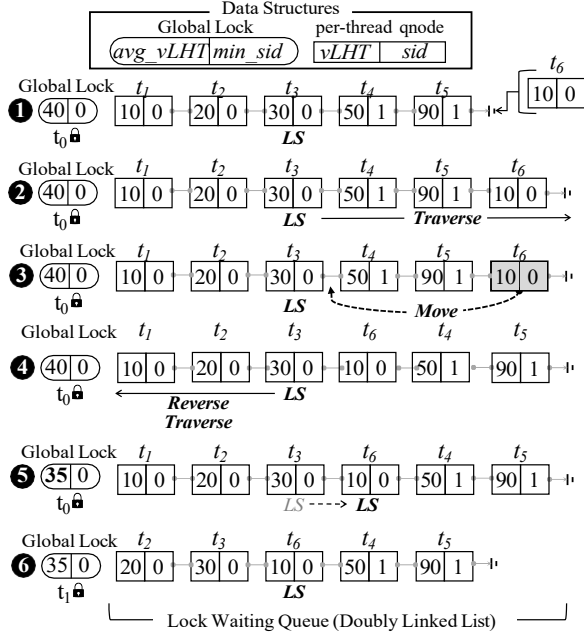 Data Structures
Global Lock per-thread qnode
avg_vLHT min_sid vLHT sid
t6
10 0
Global Lock t1 t2 t3 t4 t5
1 40 0 10 0 20 0 30 0 50 1 90 1
t0 LS
Global Lock t1 t2 t3 t4 t5 t6
2 40 0 10 0 20 0 30 0 50 1 90 1 10 0
t0 LS Traverse
Global Lock t1 t2 t3 t4 t5 t6
3 40 0 10 0 20 0 30 0 50 1 90 1 10 0
t0 LS Move
Global Lock t1 t2 t3 t6 t4 t5
4 40 0 10 0 20 0 30 0 10 0 50 1 90 1
t0 Reverse LS
Traverse
Global Lock t1 t2 t3 t6 t4 t5
5 35 0 10 0 20 0 30 0 10 0 50 1 90 1
t0 LS LS
Global Lock t2 t3 t6 t4 t5
6 35 0 20 0 30 0 10 0 50 1 90 1
t1 LS
Lock Waiting Queue (Doubly Linked List)